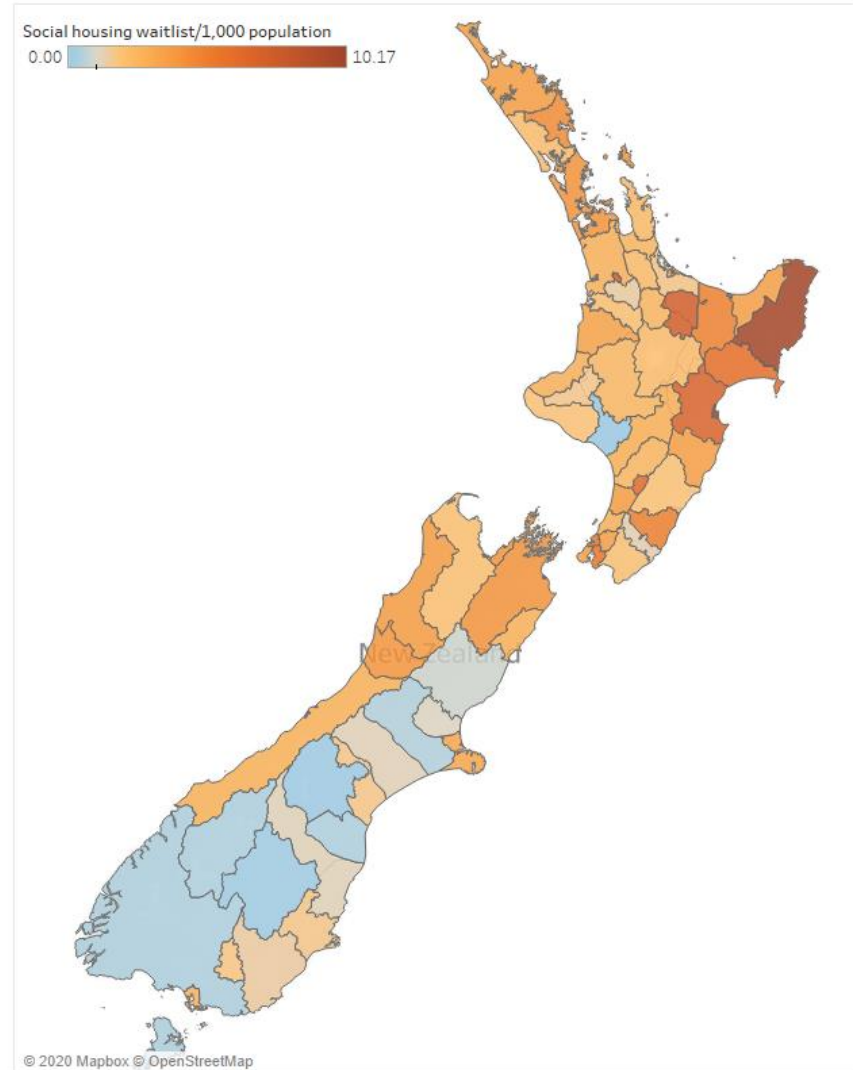 Social housing waitlist/1,000 population
0.00 10.17
New Zealand
© 2020 Mapbox © OpenStreetMap